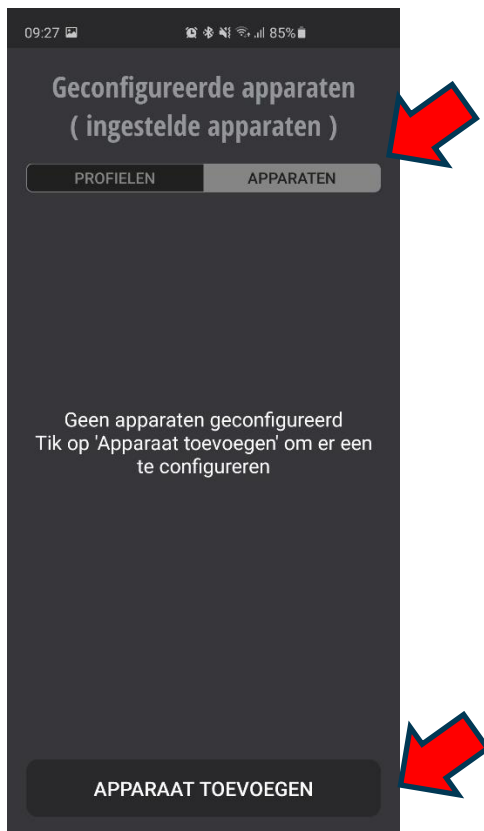 09:27 85%
Geconfigureerde apparaten
( ingestelde apparaten )
PROFIELEN APPARATEN
Geen apparaten geconfigureerd
Tik op 'Apparaat toevoegen' om er een
te configureren
APPARAAT TOEVOEGEN